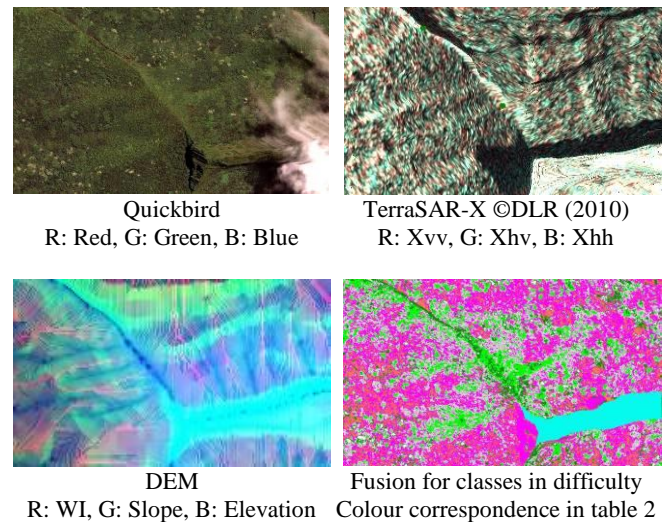 Quickbird
R: Red, G: Green, B: Blue
TerraSAR-X ©DLR (2010)
R: Xvv, G: Xhv, B: Xhh
DEM
R: WI, G: Slope, B: Elevation
Fusion for classes in difficulty
Colour correspondence in table 2